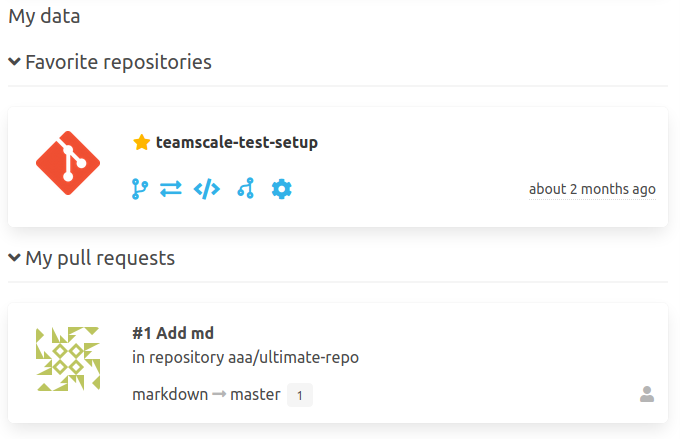 My data
Favorite repositories
teamscale-test-setup
about 2 months ago
My pull requests
#1 Add md
in repository aaa/ultimate-repo
markdown master 1